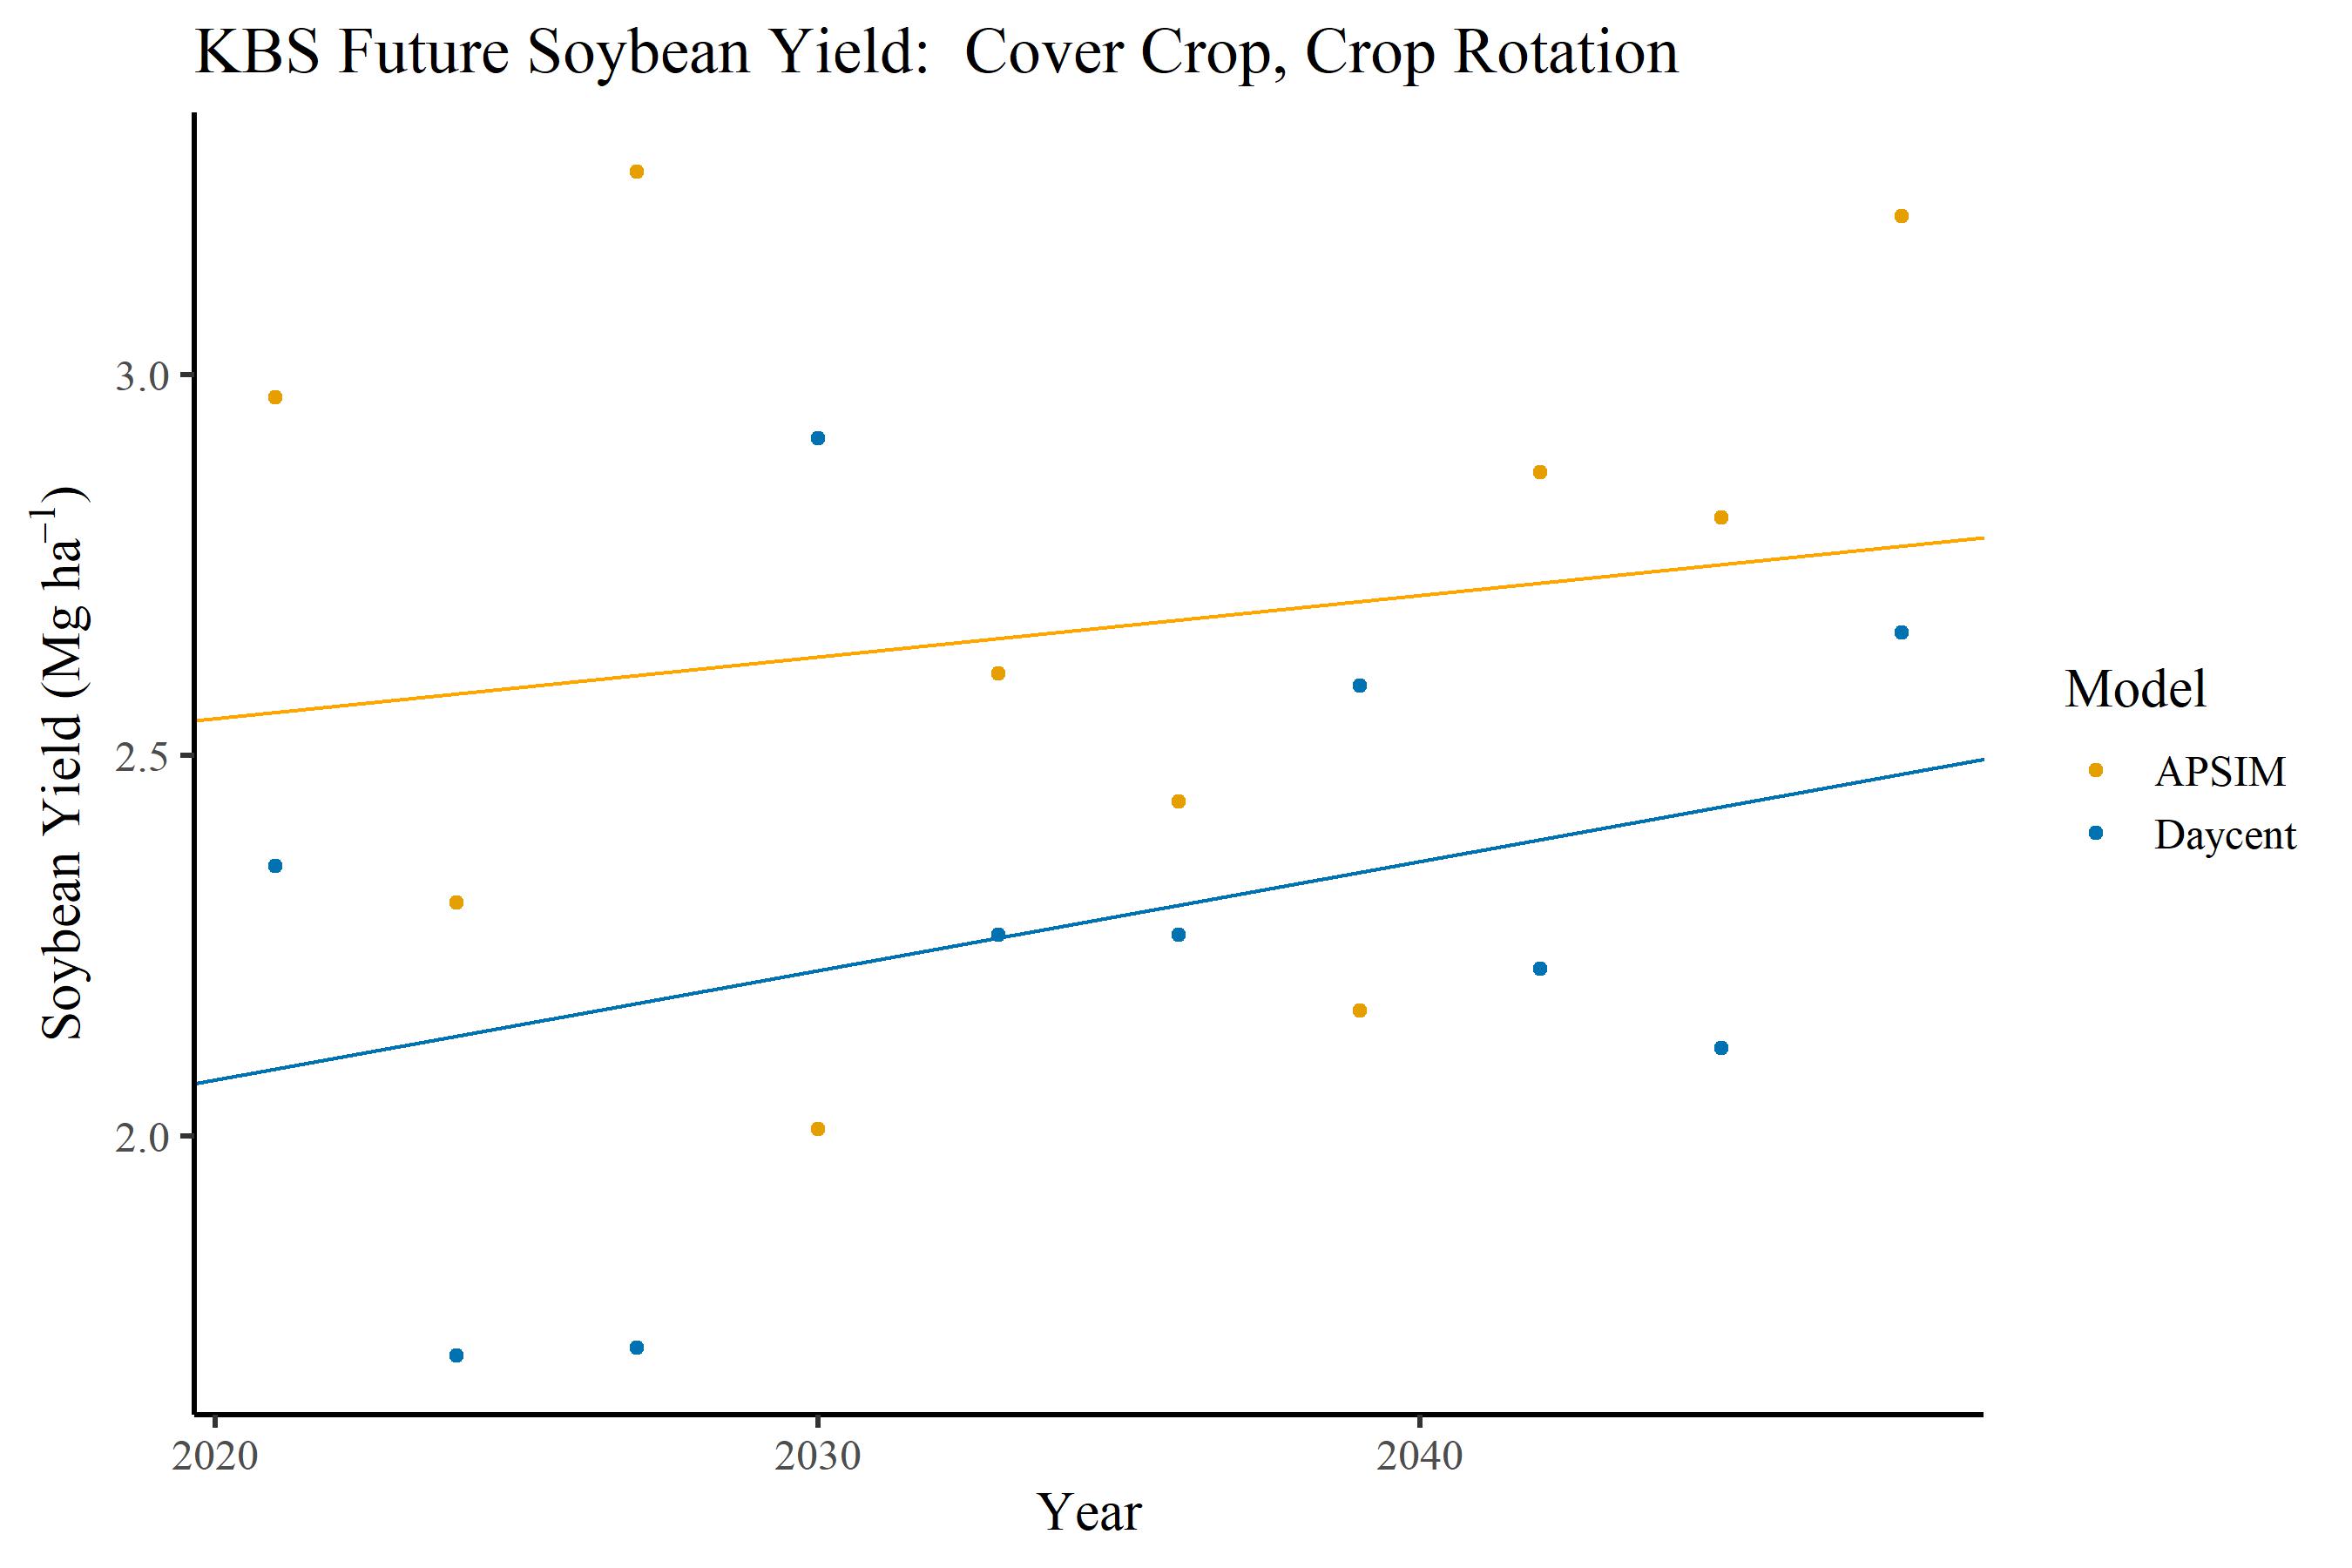 KBS Future Soybean Yield:  Cover Crop, Crop Rotation
Soybean Yield (Mg ha⁻¹)
3.0
2.5
2.0
2020
2030
2040
Year
Model
APSIM
Daycent